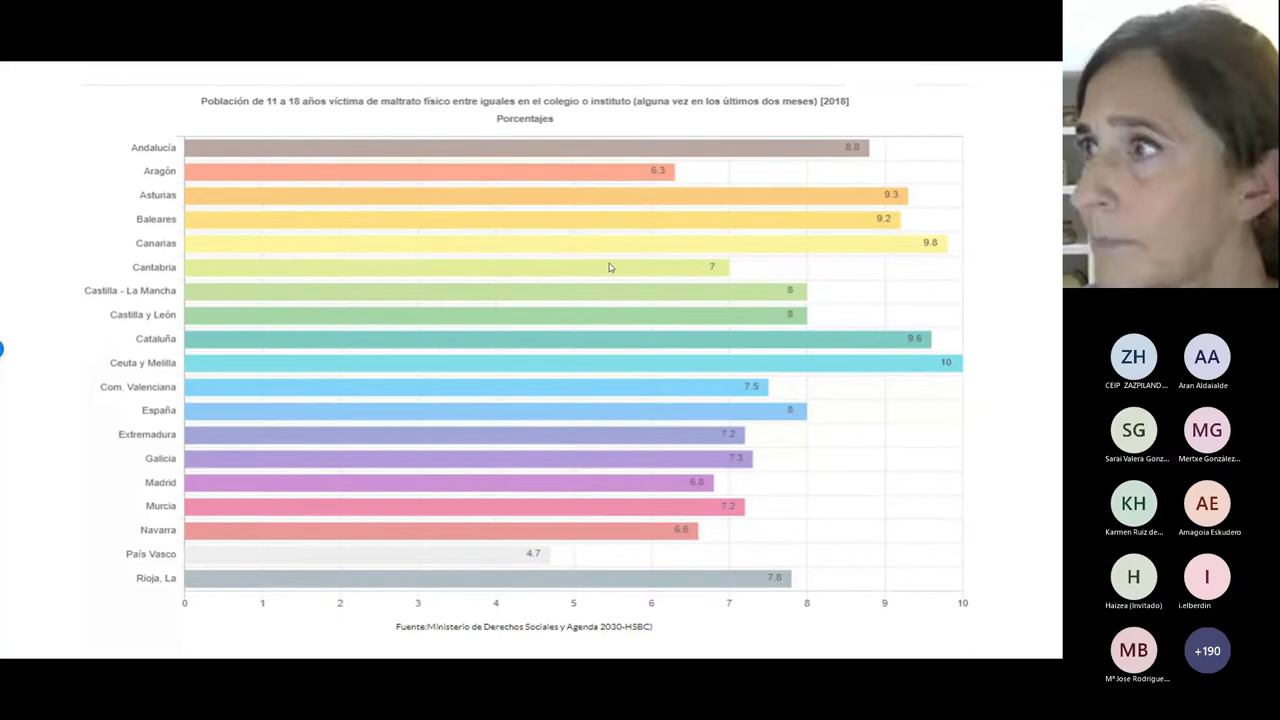 Población de 11 a 18 años víctima de maltrato físico entre iguales en el colegio o instituto (alguna vez en los últimos dos meses) [2018]
Porcentajes
Andalucía 8.8
Aragón 6.3
Asturias 9.3
Baleares 9.2
Canarias 9.8
Cantabria 7
Castilla - La Mancha 8
Castilla y León 8
Cataluña 9.6
Ceuta y Melilla 10
Com. Valenciana 7.5
España 8
Extremadura 7.2
Galicia 7.3
Madrid 6.8
Murcia 7.2
Navarra 6.6
País Vasco 4.7
Rioja, La 7.8
0 1 2 3 4 5 6 7 8 9 10
Fuente:Ministerio de Derechos Sociales y Agenda 2030-HSBC)
ZH AA
CEIP ZAZPILAND... Aran Aldaialde
SG MG
Sarai Valera Gonz... Mertxe González...
KH AE
Karmen Ruiz de... Amagoia Eskudero
H I
Haizea (Invitado) i.elberdin
MB +190
Mª Jose Rodrigue...